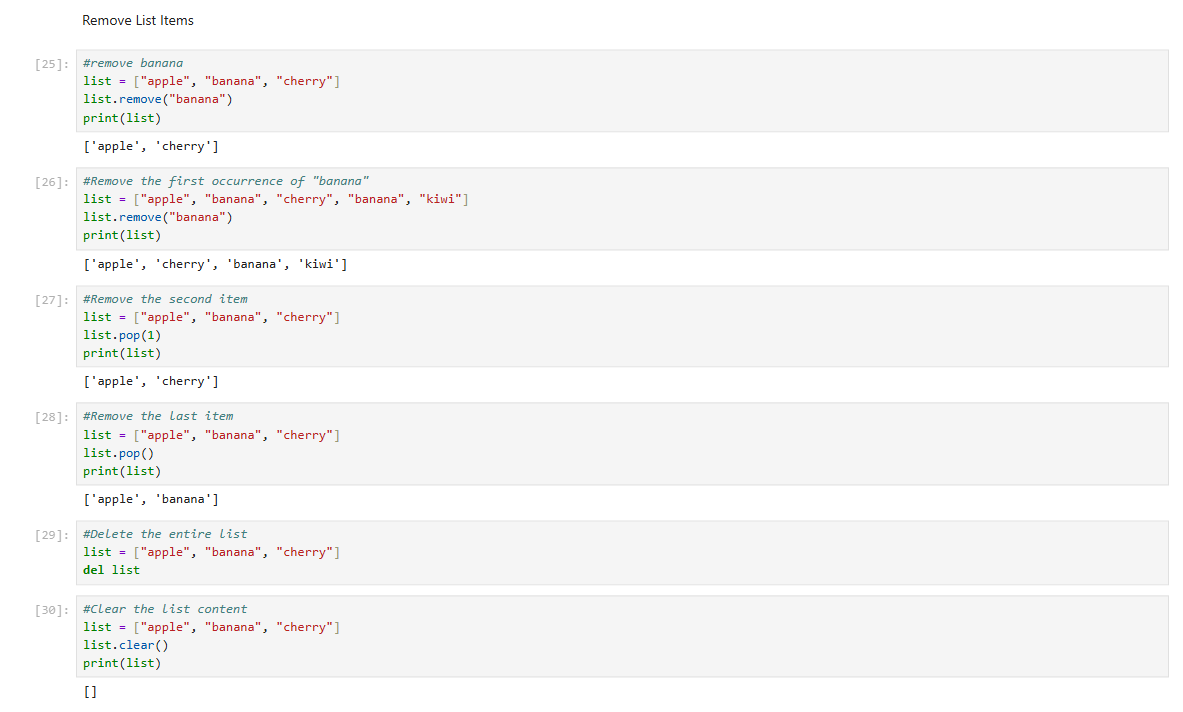 Remove List Items
[25]:
#remove banana
list = ["apple", "banana", "cherry"]
list.remove("banana")
print(list)
['apple', 'cherry']
[26]:
#Remove the first occurrence of "banana"
list = ["apple", "banana", "cherry", "banana", "kiwi"]
list.remove("banana")
print(list)
['apple', 'cherry', 'banana', 'kiwi']
[27]:
#Remove the second item
list = ["apple", "banana", "cherry"]
list.pop(1)
print(list)
['apple', 'cherry']
[28]:
#Remove the last item
list = ["apple", "banana", "cherry"]
list.pop()
print(list)
['apple', 'banana']
[29]:
#Delete the entire list
list = ["apple", "banana", "cherry"]
del list
[30]:
#Clear the list content
list = ["apple", "banana", "cherry"]
list.clear()
print(list)
[]